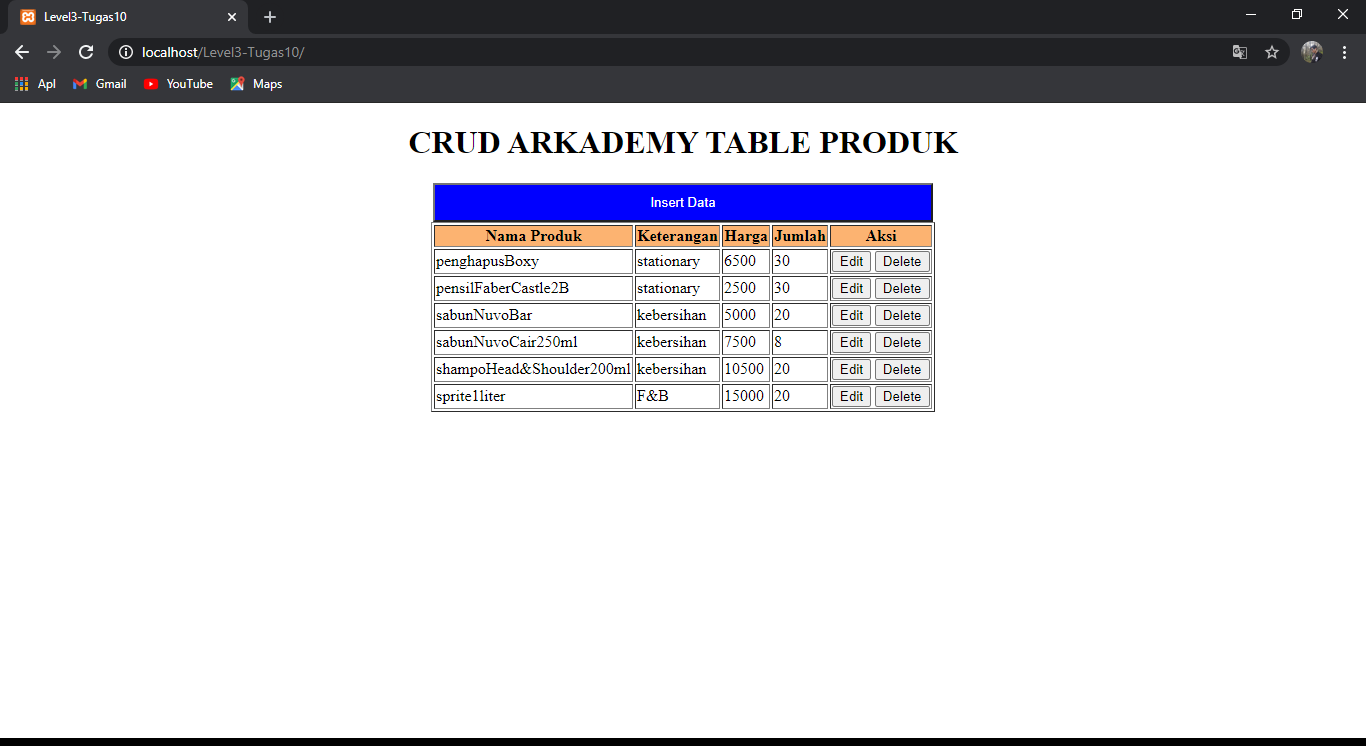 Level3-Tugas10
localhost/Level3-Tugas10/
Apl Gmail YouTube Maps
CRUD ARKADEMY TABLE PRODUK
Insert Data
Nama Produk Keterangan Harga Jumlah Aksi
penghapusBoxy stationary 6500 30 Edit Delete
pensilFaberCastle2B stationary 2500 30 Edit Delete
sabunNuvoBar kebersihan 5000 20 Edit Delete
sabunNuvoCair250ml kebersihan 7500 8 Edit Delete
shampoHead&Shoulder200ml kebersihan 10500 20 Edit Delete
sprite1liter F&B 15000 20 Edit Delete